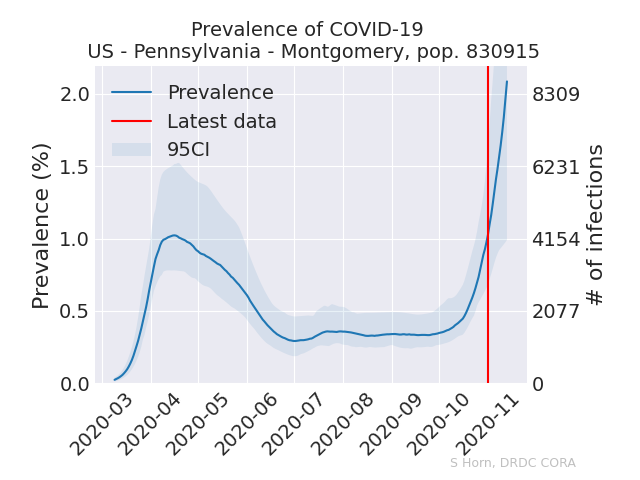 Prevalence of COVID-19
US - Pennsylvania - Montgomery, pop. 830915
Prevalence
Latest data
95CI
Prevalence (%)
2.0
1.5
1.0
0.5
0.0
8309
6231
4154
2077
0
# of infections
2020-03
2020-04
2020-05
2020-06
2020-07
2020-08
2020-09
2020-10
2020-11
S Horn, DRDC CORA